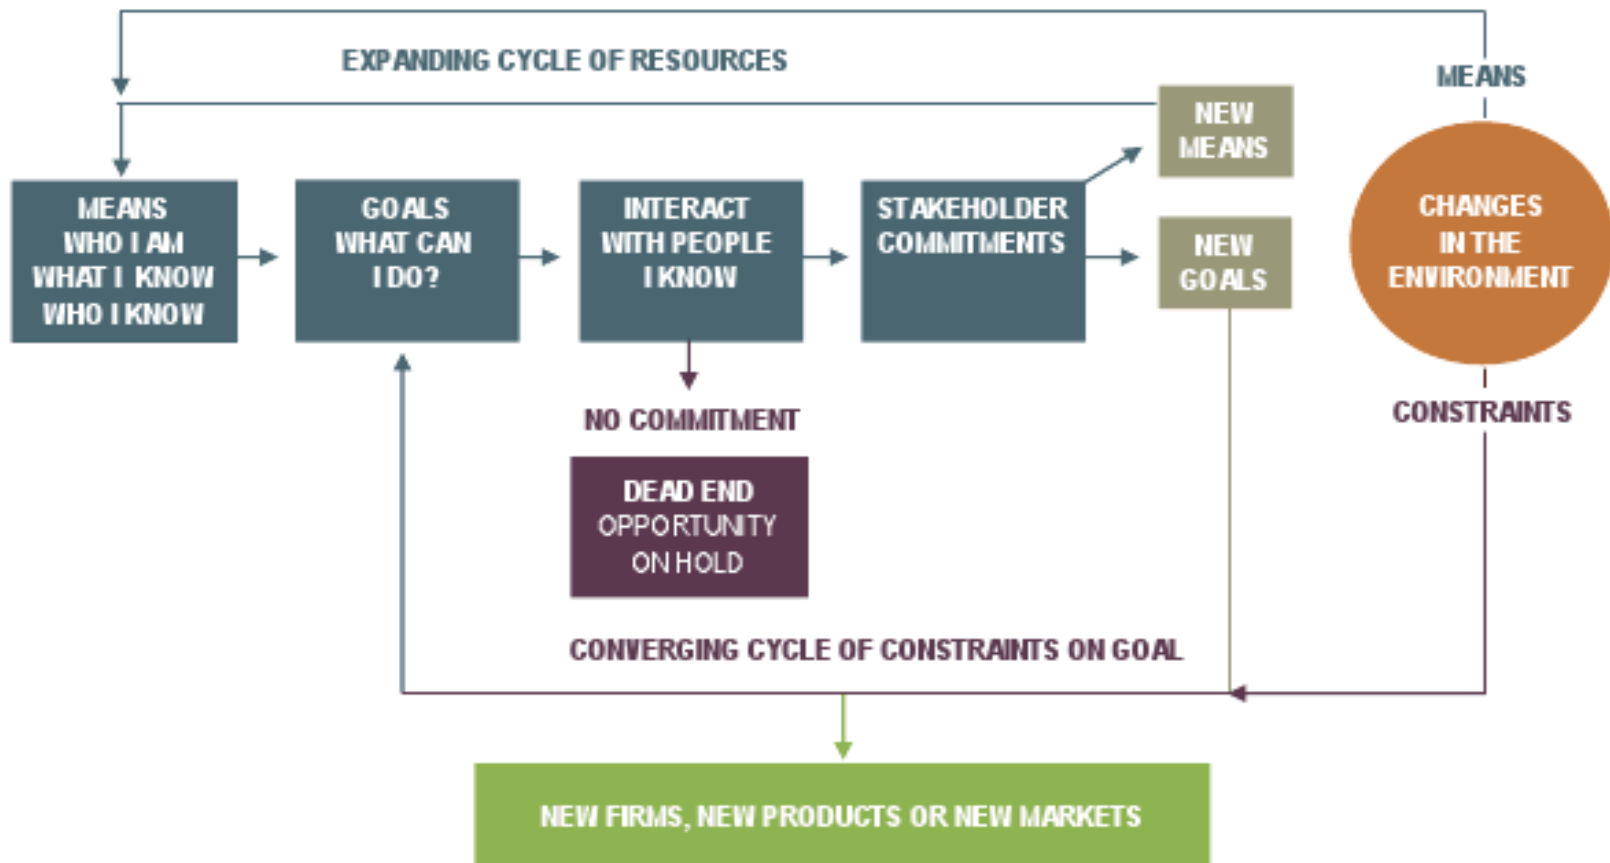 EXPANDING CYCLE OF RESOURCES
MEANS
NEW
MEANS
MEANS
WHO I AM
WHAT I KNOW
WHO I KNOW
GOALS
WHAT CAN
I DO?
INTERACT
WITH PEOPLE
I KNOW
STAKEHOLDER
COMMITMENTS
NEW
GOALS
CHANGES
IN THE
ENVIRONMENT
NO COMMITMENT
CONSTRAINTS
DEAD END
OPPORTUNITY
ON HOLD
CONVERGING CYCLE OF CONSTRAINTS ON GOAL
NEW FIRMS, NEW PRODUCTS OR NEW MARKETS